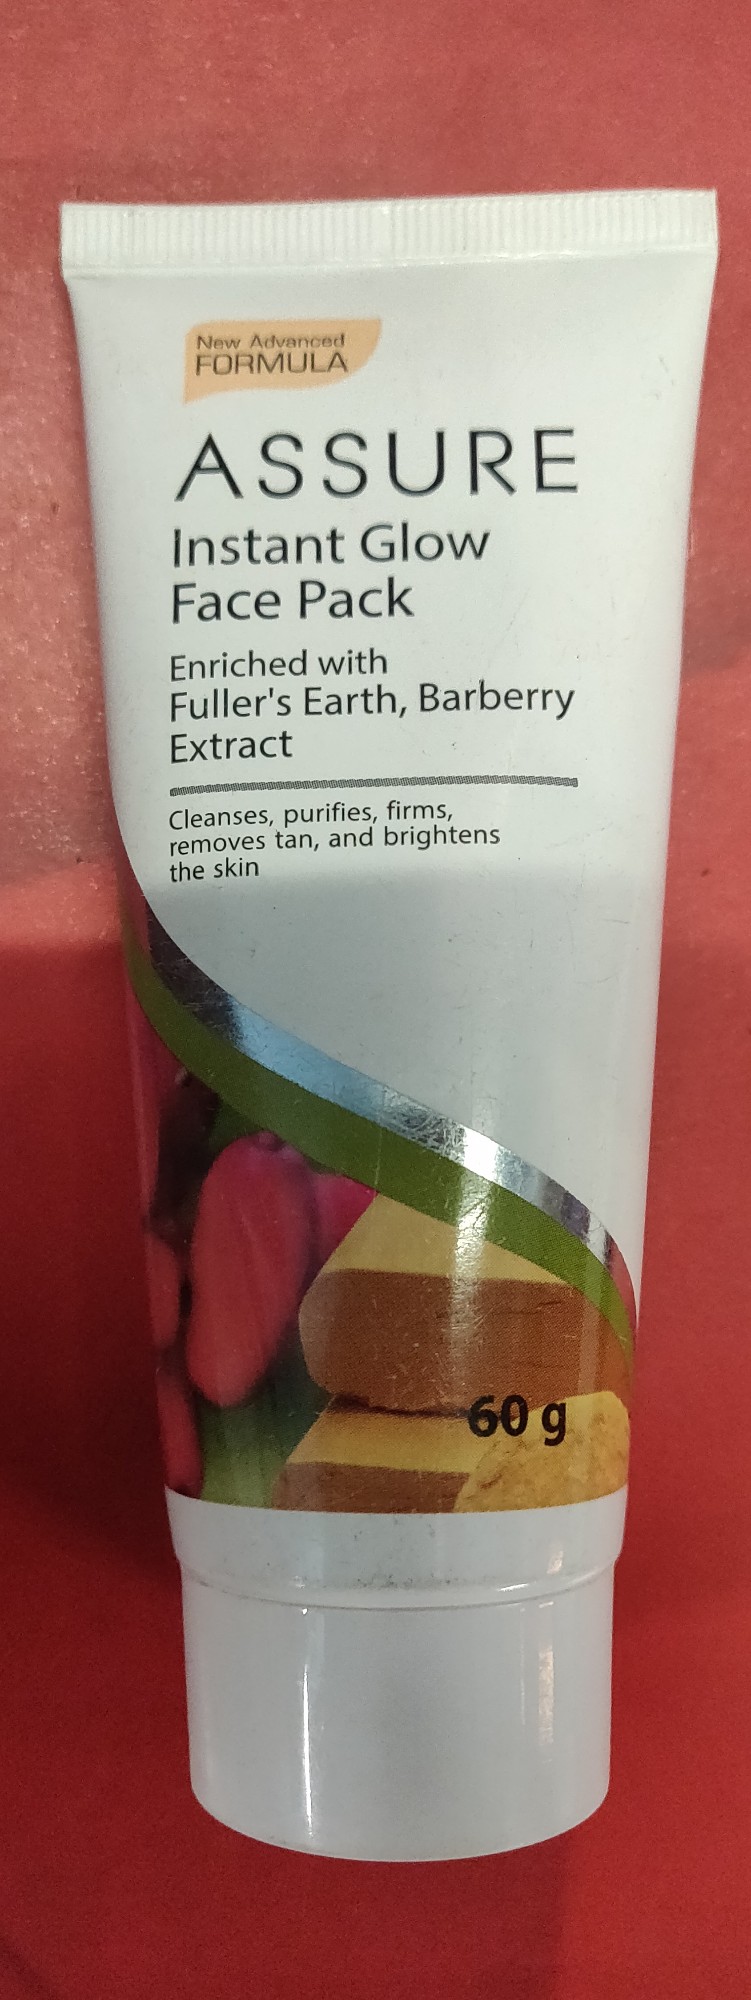 New Advanced
FORMULA
ASSURE
Instant Glow
Face Pack
Enriched with
Fuller's Earth, Barberry
Extract
Cleanses, purifies, firms,
removes tan, and brightens
the skin
60 g